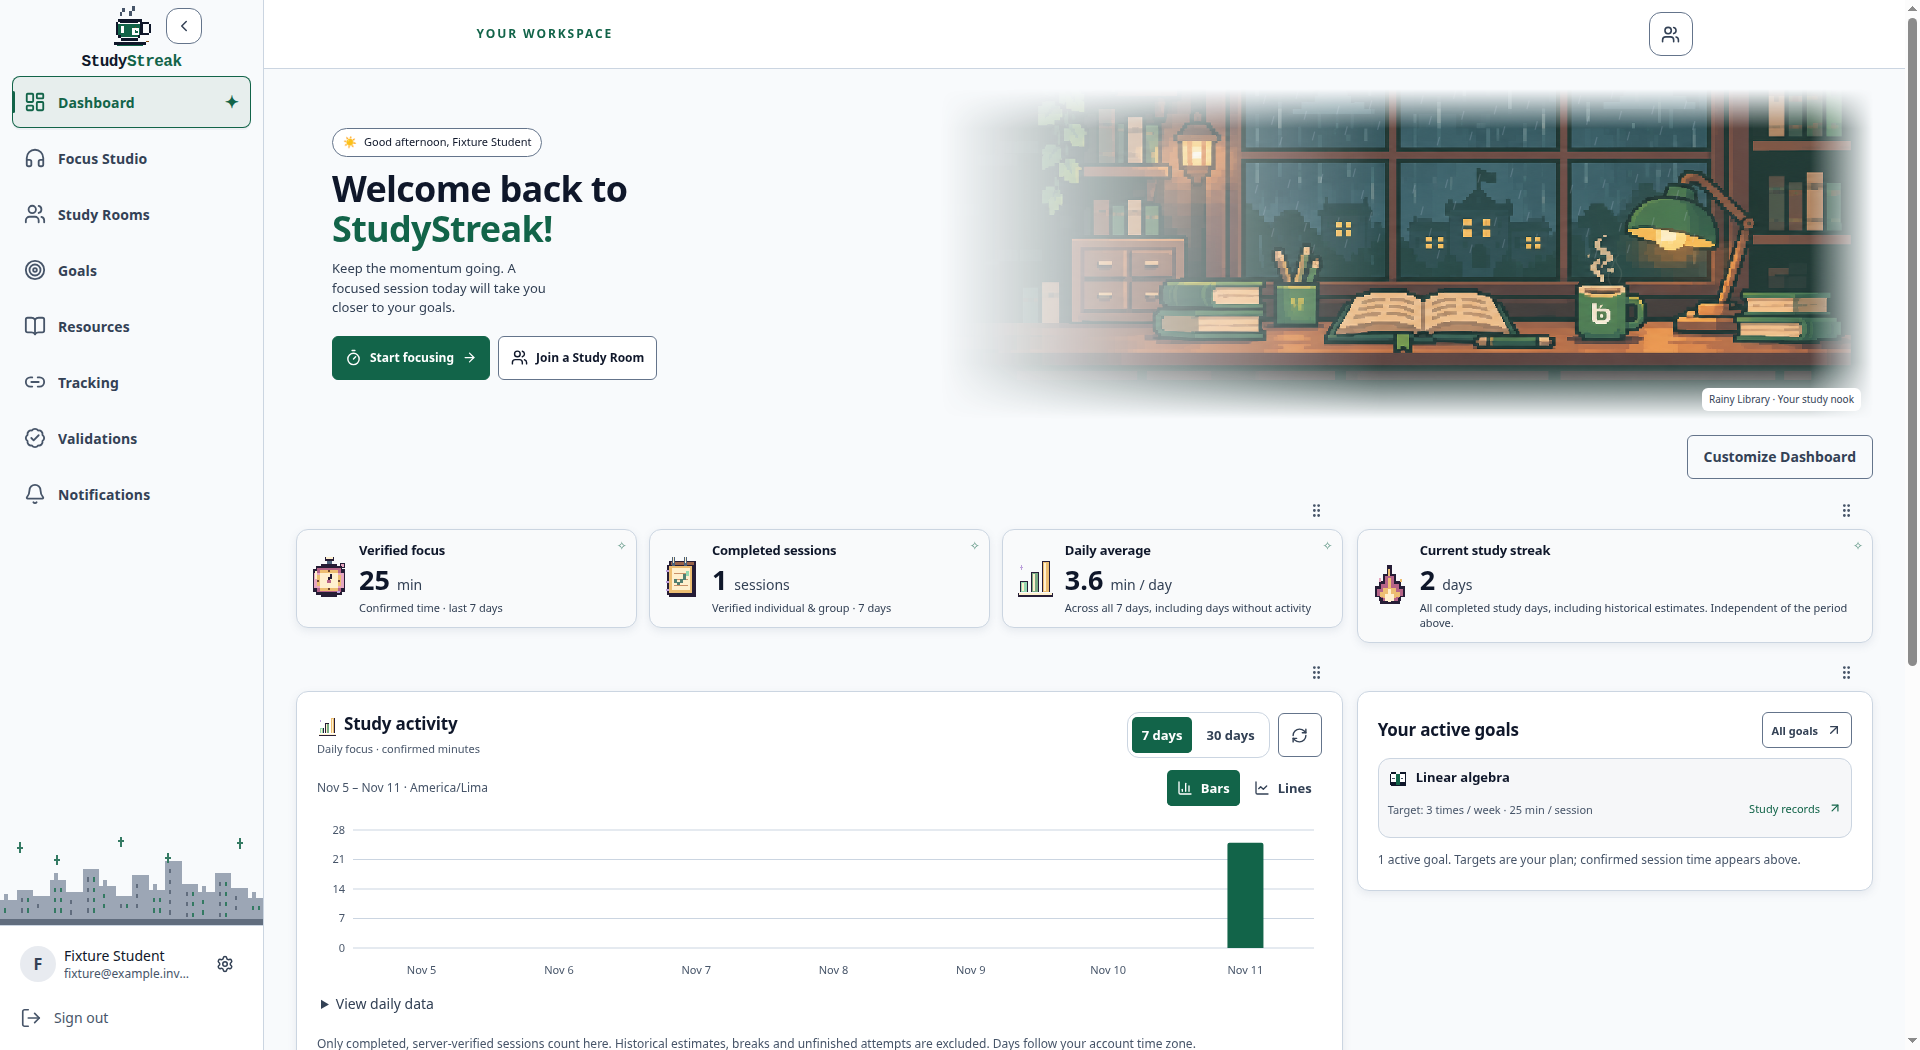 StudyStreak
Dashboard
Focus Studio
Study Rooms
Goals
Resources
Tracking
Validations
Notifications
F
Fixture Student
fixture@example.inv...
Sign out
YOUR WORKSPACE
Good afternoon, Fixture Student
Welcome back to
StudyStreak!
Keep the momentum going. A
focused session today will take you
closer to your goals.
Start focusing
Join a Study Room
b
Rainy Library · Your study nook
Customize Dashboard
Verified focus
25 min
Confirmed time · last 7 days
Completed sessions
1 sessions
Verified individual & group · 7 days
Daily average
3.6 min / day
Across all 7 days, including days without activity
Current study streak
2 days
All completed study days, including historical estimates. Independent of the period
above.
Study activity
Daily focus · confirmed minutes
7 days
30 days
Nov 5 – Nov 11 · America/Lima
Bars
Lines
28
21
14
7
0
Nov 5
Nov 6
Nov 7
Nov 8
Nov 9
Nov 10
Nov 11
View daily data
Only completed, server-verified sessions count here. Historical estimates, breaks and unfinished attempts are excluded. Days follow your account time zone.
Your active goals
All goals
Linear algebra
Target: 3 times / week · 25 min / session
Study records
1 active goal. Targets are your plan; confirmed session time appears above.